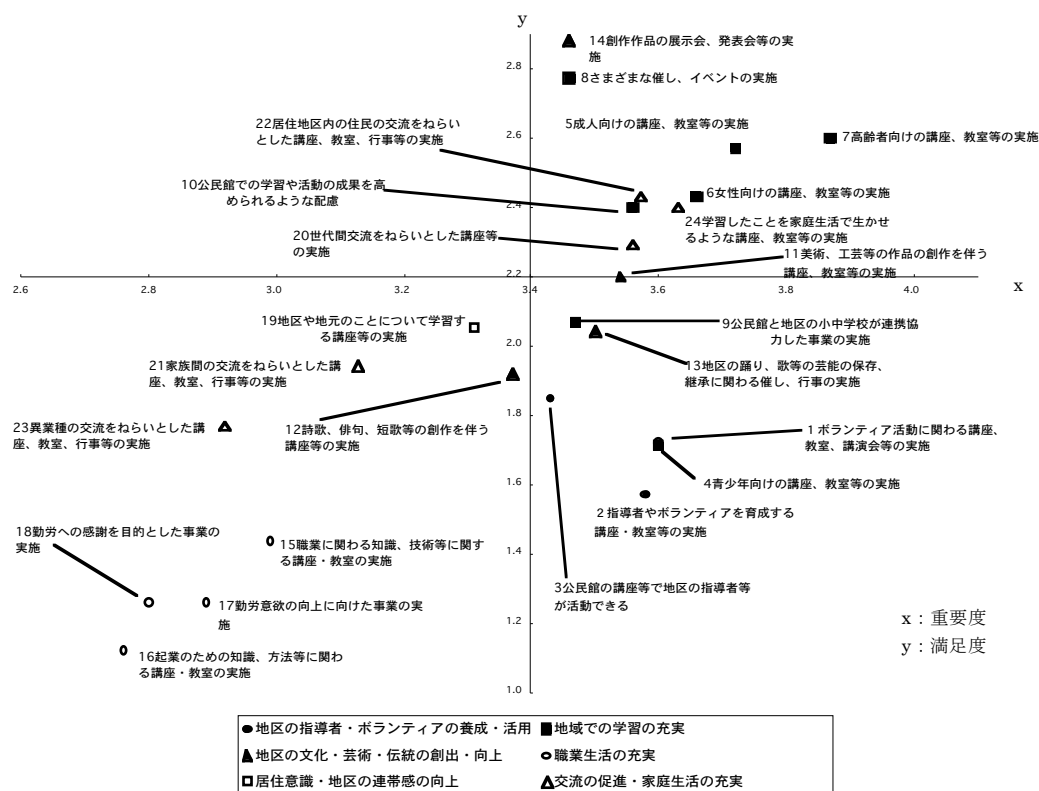 y
14創作作品の展示会、発表会等の実
施
2.8
8さまざまな催し、イベントの実施
22居住地区内の住民の交流をねらい
とした講座、教室、行事等の実施
5成人向けの講座、教室等の実施
2.6
7高齢者向けの講座、教室等の実施
10公民館での学習や活動の成果を高
められるような配慮
6女性向けの講座、教室等の実施
2.4
24学習したことを家庭生活で生かせ
るような講座、教室等の実施
20世代間交流をねらいとした講座等
の実施
11美術、工芸等の作品の創作を伴う
講座、教室等の実施
2.2
2.6
2.8
3.0
3.2
3.4
3.6
3.8
4.0
x
19地区や地元のことについて学習す
る講座等の実施
9公民館と地区の小中学校が連携協
力した事業の実施
2.0
21家族間の交流をねらいとした講
座、教室、行事等の実施
13地区の踊り、歌等の芸能の保存、
継承に関わる催し、行事の実施
1.8
23異業種の交流をねらいとした講
座、教室、行事等の実施
12詩歌、俳句、短歌等の創作を伴う
講座等の実施
1ボランティア活動に関わる講座、
教室、講演会等の実施
1.6
4青少年向けの講座、教室等の実施
2指導者やボランティアを育成する
講座・教室等の実施
18勤労への感謝を目的とした事業の
実施
15職業に関わる知識、技術等に関す
る講座・教室の実施
1.4
3公民館の講座等で地区の指導者等
が活動できる
17勤労意欲の向上に向けた事業の実
施
1.2
16起業のための知識、方法等に関わ
る講座・教室の実施
1.0
x：重要度
y：満足度
地区の指導者・ボランティアの養成・活用
地域での学習の充実
地区の文化・芸術・伝統の創出・向上
職業生活の充実
居住意識・地区の連帯感の向上
交流の促進・家庭生活の充実